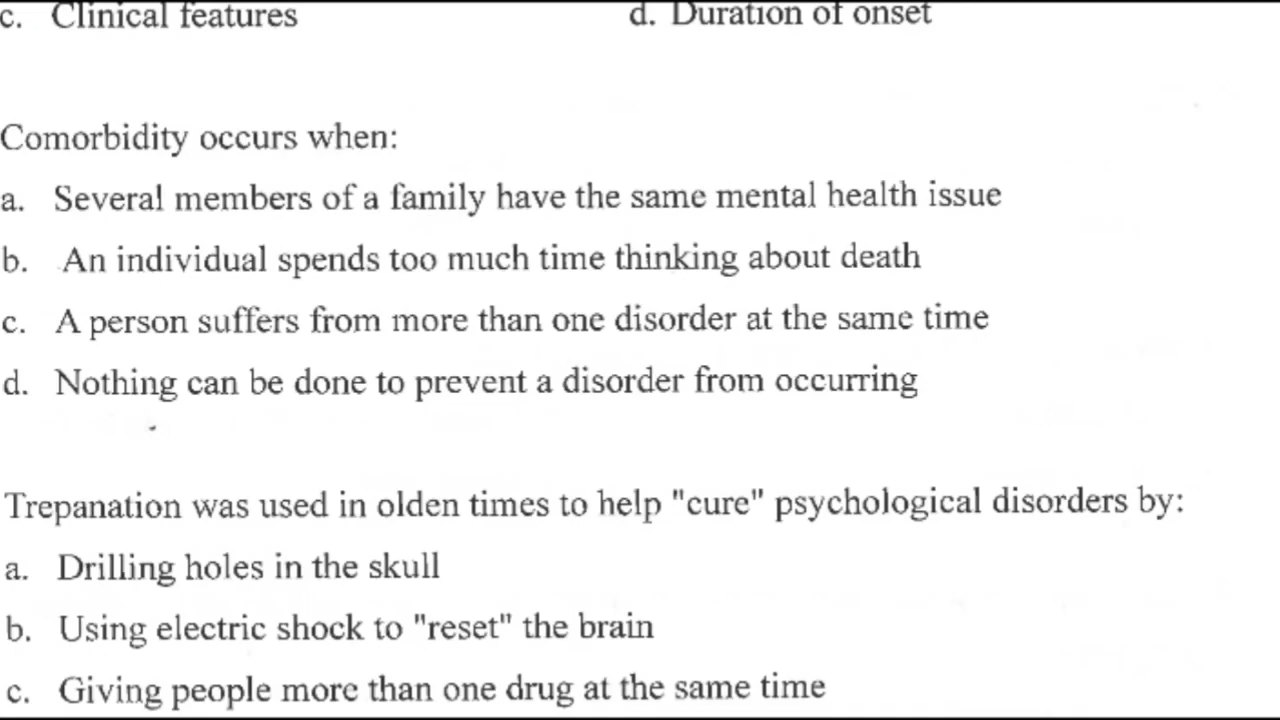 c. Clinical features d. Duration of onset
Comorbidity occurs when:
a. Several members of a family have the same mental health issue
b. An individual spends too much time thinking about death
c. A person suffers from more than one disorder at the same time
d. Nothing can be done to prevent a disorder from occurring
Trepanation was used in olden times to help "cure" psychological disorders by:
a. Drilling holes in the skull
b. Using electric shock to "reset" the brain
c. Giving people more than one drug at the same time